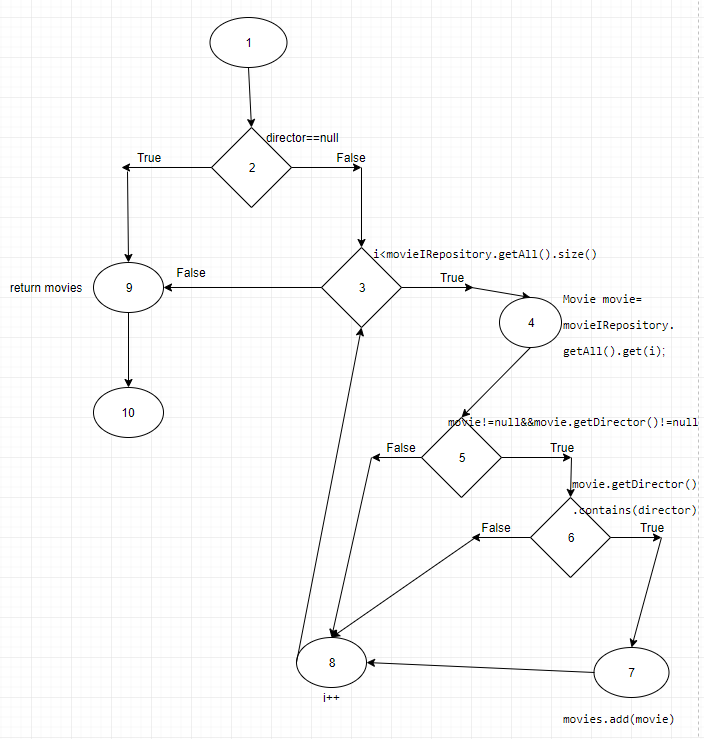 1
director==null
2
True
False
i<movieIRepository.getAll().size()
False
True
return movies
9
3
4
Movie movie=
movieIRepository.
getAll().get(i);
10
movie!=null&&movie.getDirector()!=null
False
True
5
movie.getDirector()
.contains(director)
False
True
6
8
7
i++
movies.add(movie)